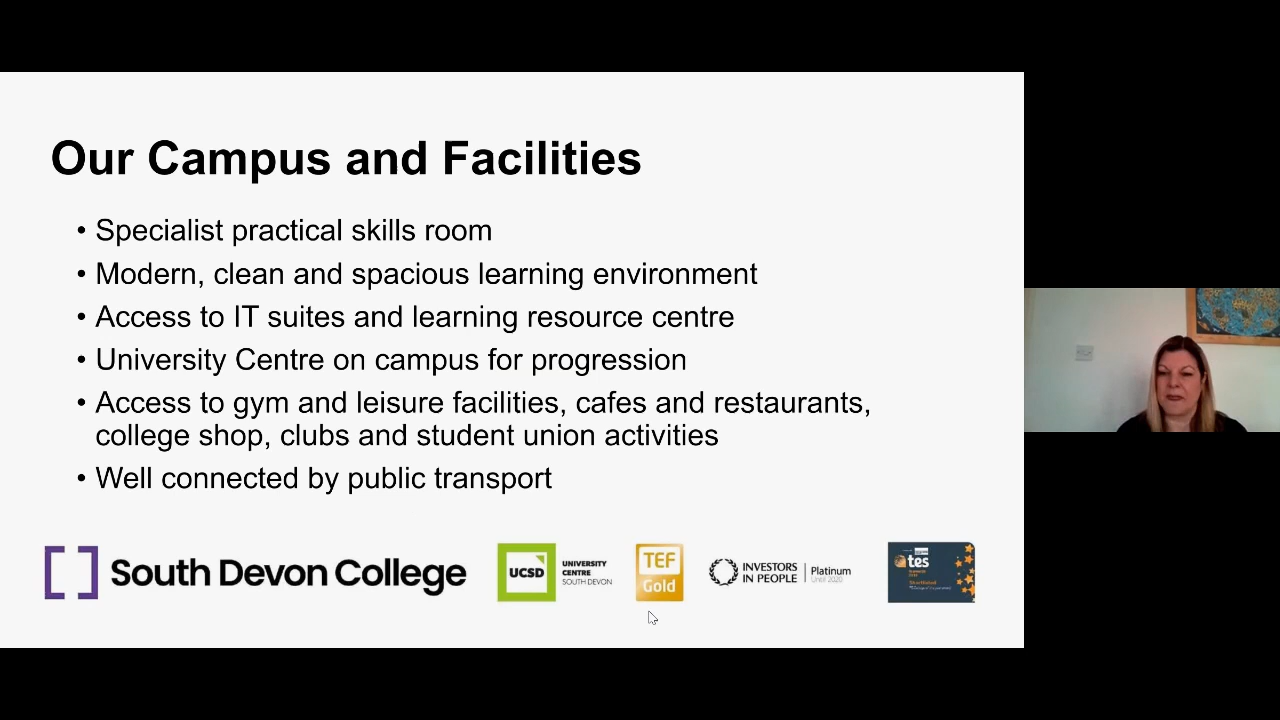 Our Campus and Facilities
• Specialist practical skills room
• Modern, clean and spacious learning environment
• Access to IT suites and learning resource centre
• University Centre on campus for progression
• Access to gym and leisure facilities, cafes and restaurants,
college shop, clubs and student union activities
• Well connected by public transport
[ ] South Devon College
UCSD
UNIVERSITY
CENTRE
SOUTH DEVON
TEF
Gold
INVESTORS
IN PEOPLE
Platinum
Until 2020
tes